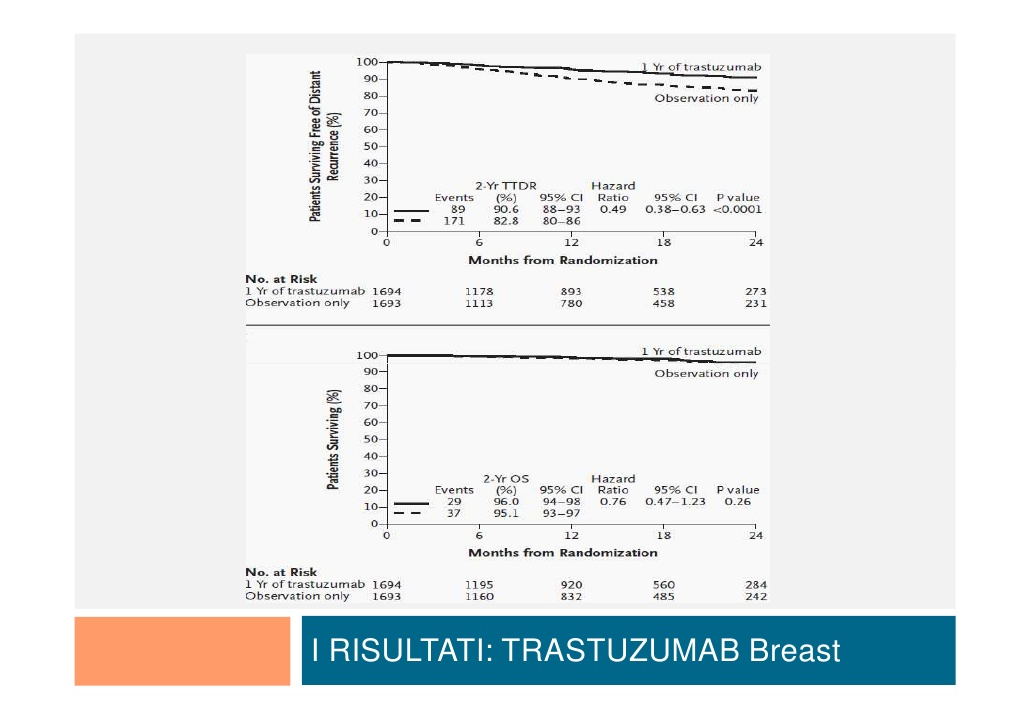 Patients Surviving Free of Distant
Recurrence (%)
100
90
80
70
60
50
40
30
20
10
0
1 Yr of trastuzumab
Observation only
2-Yr TTDR Hazard
Events (%) 95% CI Ratio 95% CI P value
89 90.6 88–93 0.49 0.38–0.63 <0.0001
171 82.8 80–86
0 6 12 18 24
Months from Randomization
No. at Risk
1 Yr of trastuzumab 1694 1178 893 538 273
Observation only 1693 1113 780 458 231
Patients Surviving (%)
100
90
80
70
60
50
40
30
20
10
0
1 Yr of trastuzumab
Observation only
2-Yr OS Hazard
Events (%) 95% CI Ratio 95% CI P value
29 96.0 94–98 0.76 0.47–1.23 0.26
37 95.1 93–97
0 6 12 18 24
Months from Randomization
No. at Risk
1 Yr of trastuzumab 1694 1195 920 560 284
Observation only 1693 1160 832 485 242
I RISULTATI: TRASTUZUMAB Breast